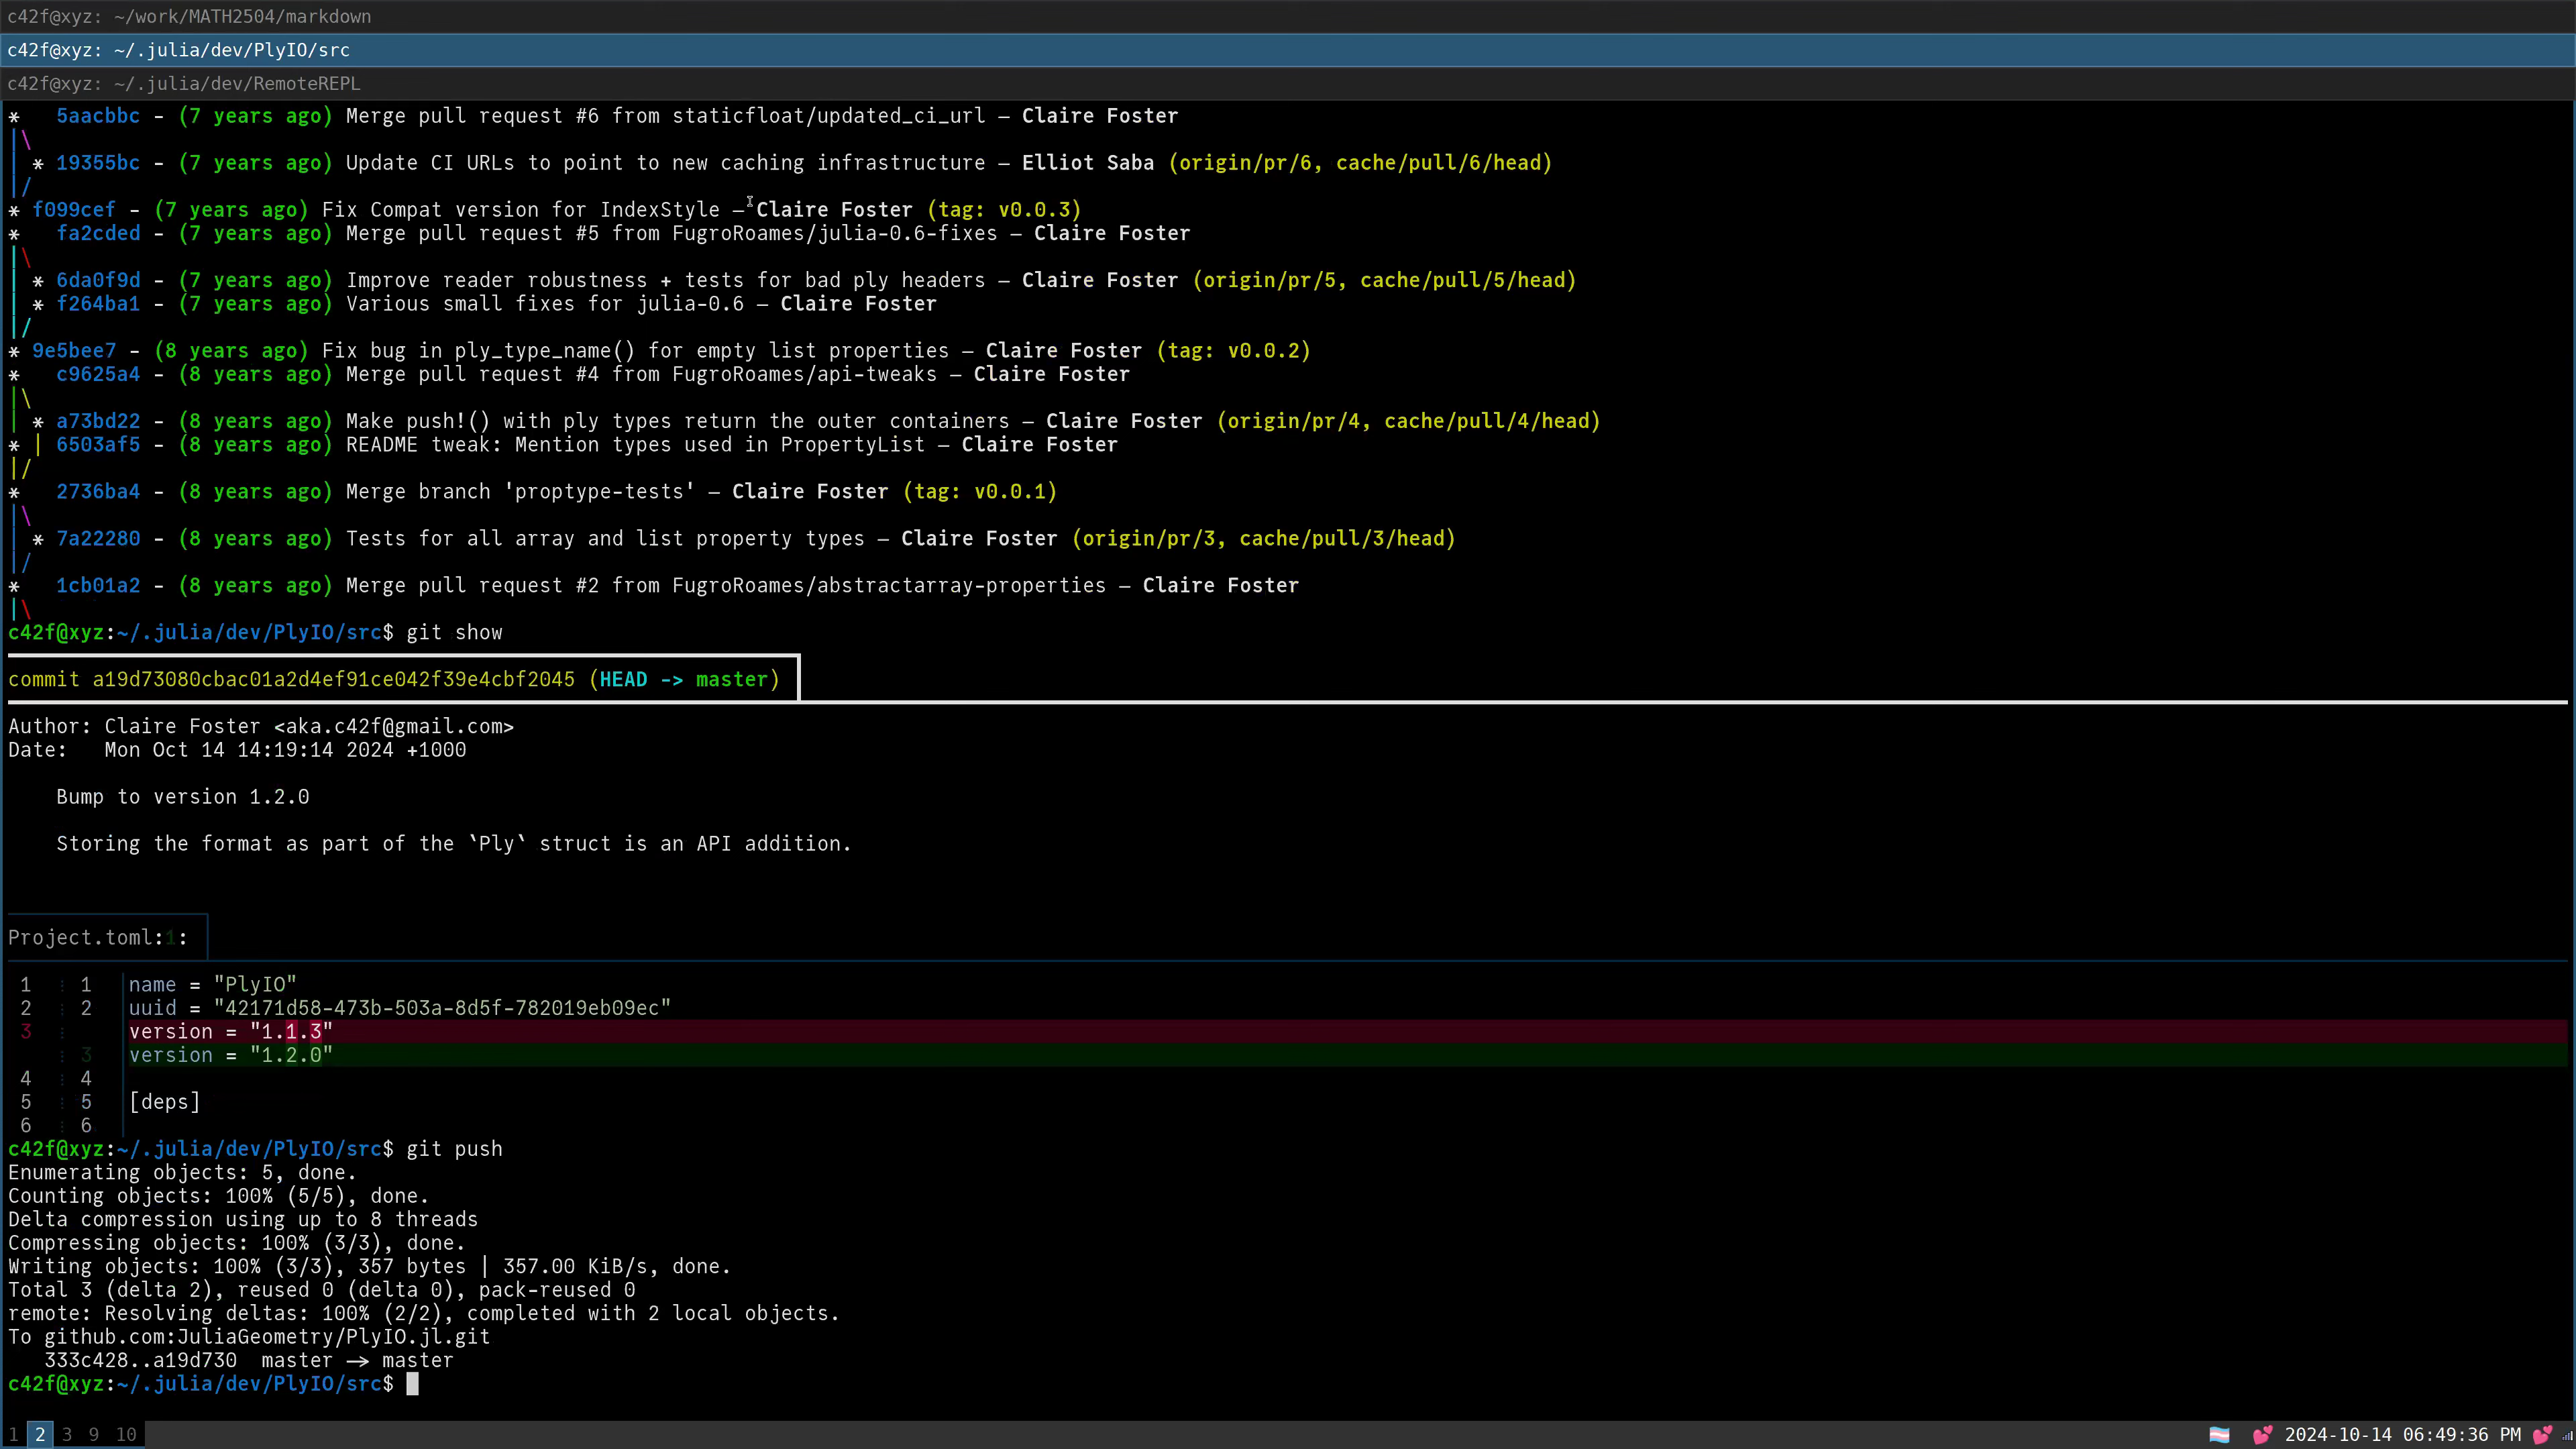 c42f@xyz: ~/work/MATH2504/markdown
c42f@xyz: ~/.julia/dev/PlyIO/src
c42f@xyz: ~/.julia/dev/RemoteREPL
*   5aacbbc - (7 years ago) Merge pull request #6 from staticfloat/updated_ci_url — Claire Foster
|\
| * 19355bc - (7 years ago) Update CI URLs to point to new caching infrastructure — Elliot Saba (origin/pr/6, cache/pull/6/head)
|/
* f099cef - (7 years ago) Fix Compat version for IndexStyle — Claire Foster (tag: v0.0.3)
*   fa2cded - (7 years ago) Merge pull request #5 from FugroRoames/julia-0.6-fixes — Claire Foster
|\
| * 6da0f9d - (7 years ago) Improve reader robustness + tests for bad ply headers — Claire Foster (origin/pr/5, cache/pull/5/head)
| * f264ba1 - (7 years ago) Various small fixes for julia-0.6 — Claire Foster
|/
* 9e5bee7 - (8 years ago) Fix bug in ply_type_name() for empty list properties — Claire Foster (tag: v0.0.2)
*   c9625a4 - (8 years ago) Merge pull request #4 from FugroRoames/api-tweaks — Claire Foster
|\
| * a73bd22 - (8 years ago) Make push!() with ply types return the outer containers — Claire Foster (origin/pr/4, cache/pull/4/head)
* | 6503af5 - (8 years ago) README tweak: Mention types used in PropertyList — Claire Foster
|/
*   2736ba4 - (8 years ago) Merge branch 'proptype-tests' — Claire Foster (tag: v0.0.1)
|\
| * 7a22280 - (8 years ago) Tests for all array and list property types — Claire Foster (origin/pr/3, cache/pull/3/head)
|/
*   1cb01a2 - (8 years ago) Merge pull request #2 from FugroRoames/abstractarray-properties — Claire Foster
|\
c42f@xyz:~/.julia/dev/PlyIO/src$ git show
commit a19d73080cbac01a2d4ef91ce042f39e4cbf2045 (HEAD -> master)
Author: Claire Foster <aka.c42f@gmail.com>
Date:   Mon Oct 14 14:19:14 2024 +1000
    Bump to version 1.2.0
    Storing the format as part of the `Ply` struct is an API addition.
Project.toml:1:
1 : 1 | name = "PlyIO"
2 : 2 | uuid = "42171d58-473b-503a-8d5f-782019eb09ec"
3 : | version = "1.1.3"
: 3 | version = "1.2.0"
4 : 4 |
5 : 5 | [deps]
6 : 6 |
c42f@xyz:~/.julia/dev/PlyIO/src$ git push
Enumerating objects: 5, done.
Counting objects: 100% (5/5), done.
Delta compression using up to 8 threads
Compressing objects: 100% (3/3), done.
Writing objects: 100% (3/3), 357 bytes | 357.00 KiB/s, done.
Total 3 (delta 2), reused 0 (delta 0), pack-reused 0
remote: Resolving deltas: 100% (2/2), completed with 2 local objects.
To github.com:JuliaGeometry/PlyIO.jl.git
   333c428..a19d730  master -> master
c42f@xyz:~/.julia/dev/PlyIO/src$
1 2 3 9 10 🏳️‍⚧️ 💕 2024-10-14 06:49:36 PM 💕